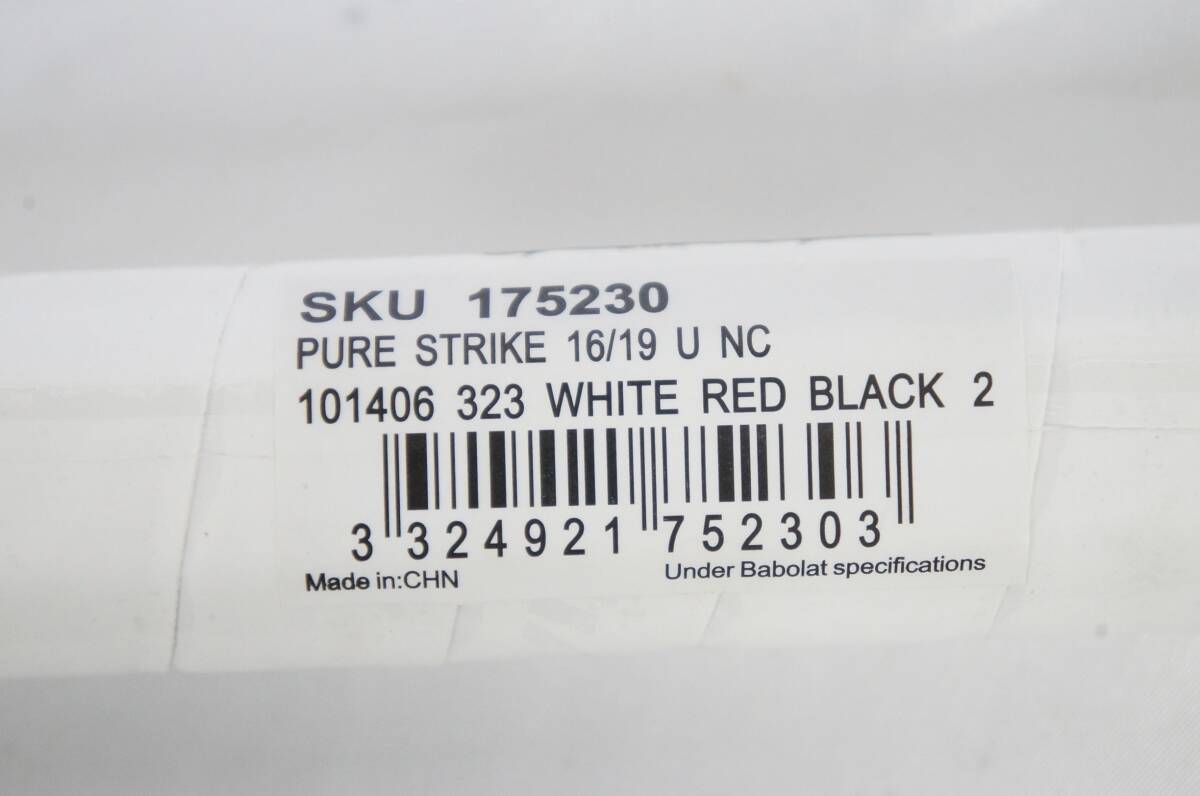 SKU 175230
PURE STRIKE 16/19 U NC
101406 323 WHITE RED BLACK 2
3 324921 752303
Made in:CHN
Under Babolat specifications